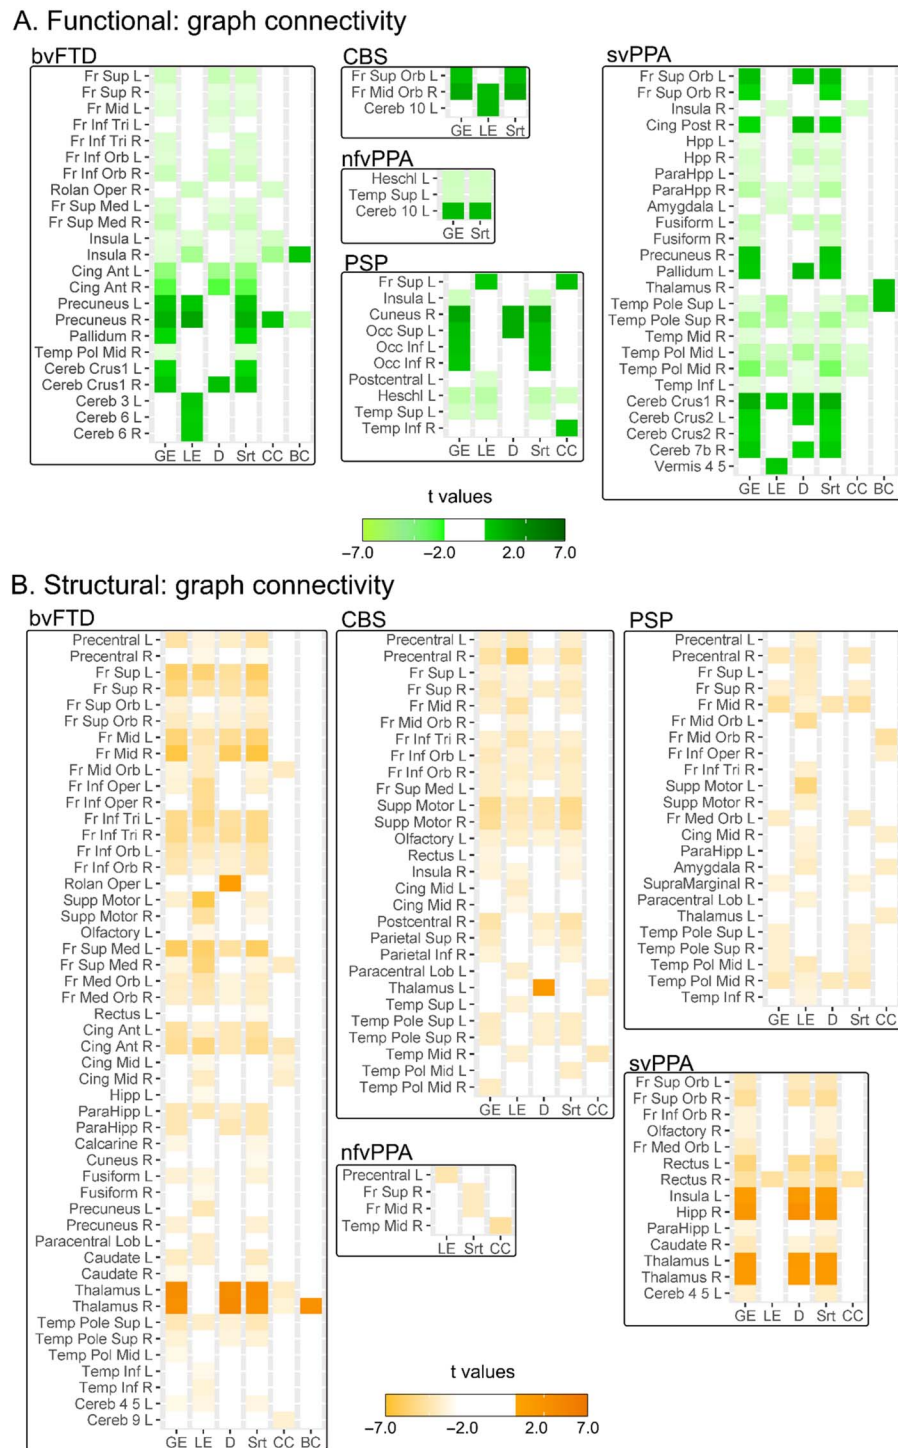 A. Functional: graph connectivity
bvFTD
Fr Sup L
Fr Sup R
Fr Mid L
Fr Inf Tri L
Fr Inf Tri R
Fr Inf Orb L
Fr Inf Orb R
Rolan Oper R
Fr Sup Med L
Fr Sup Med R
Insula L
Insula R
Cing Ant L
Cing Ant R
Precuneus L
Precuneus R
Pallidum R
Temp Pol Mid R
Cereb Crus1 L
Cereb Crus1 R
Cereb 3 L
Cereb 6 L
Cereb 6 R
GE LE D Srt CC BC
CBS
Fr Sup Orb L
Fr Mid Orb R
Cereb 10 L
GE LE Srt
nfvPPA
Heschl L
Temp Sup L
Cereb 10 L
GE Srt
PSP
Fr Sup L
Insula L
Cuneus R
Occ Sup L
Occ Inf L
Occ Inf R
Postcentral L
Heschl L
Temp Sup L
Temp Inf R
GE LE D Srt CC
svPPA
Fr Sup Orb L
Fr Sup Orb R
Insula R
Cing Post R
Hpp L
Hpp R
ParaHpp L
ParaHpp R
Amygdala L
Fusiform L
Fusiform R
Precuneus R
Pallidum L
Thalamus R
Temp Pole Sup L
Temp Pole Sup R
Temp Mid R
Temp Pol Mid L
Temp Pol Mid R
Temp Inf L
Cereb Crus1 R
Cereb Crus2 L
Cereb Crus2 R
Cereb 7b R
Vermis 4 5
GE LE D Srt CC BC
t values
−7.0 −2.0 2.0 7.0
B. Structural: graph connectivity
bvFTD
Precentral L
Precentral R
Fr Sup L
Fr Sup R
Fr Sup Orb L
Fr Sup Orb R
Fr Mid L
Fr Mid R
Fr Mid Orb L
Fr Inf Oper L
Fr Inf Oper R
Fr Inf Tri L
Fr Inf Tri R
Fr Inf Orb L
Fr Inf Orb R
Rolan Oper L
Supp Motor L
Supp Motor R
Olfactory L
Fr Sup Med L
Fr Sup Med R
Fr Med Orb L
Fr Med Orb R
Rectus L
Cing Ant L
Cing Ant R
Cing Mid L
Cing Mid R
Hipp L
ParaHipp L
ParaHipp R
Calcarine R
Cuneus R
Fusiform L
Fusiform R
Precuneus L
Precuneus R
Paracentral Lob L
Caudate L
Caudate R
Thalamus L
Thalamus R
Temp Pole Sup L
Temp Pole Sup R
Temp Pol Mid L
Temp Inf L
Temp Inf R
Cereb 4 5 L
Cereb 9 L
GE LE D Srt CC BC
CBS
Precentral L
Precentral R
Fr Sup L
Fr Sup R
Fr Mid R
Fr Mid Orb R
Fr Inf Tri R
Fr Inf Orb L
Fr Inf Orb R
Fr Sup Med L
Supp Motor L
Supp Motor R
Olfactory L
Rectus L
Insula R
Cing Mid L
Cing Mid R
Postcentral R
Parietal Sup R
Parietal Inf R
Paracentral Lob L
Thalamus L
Temp Sup L
Temp Pole Sup L
Temp Pole Sup R
Temp Mid R
Temp Pol Mid L
Temp Pol Mid R
GE LE D Srt CC
nfvPPA
Precentral L
Fr Sup R
Fr Mid R
Temp Mid R
LE Srt CC
PSP
Precentral L
Precentral R
Fr Sup L
Fr Sup R
Fr Mid R
Fr Mid Orb L
Fr Mid Orb R
Fr Inf Oper R
Fr Inf Tri R
Supp Motor L
Supp Motor R
Fr Med Orb L
Cing Mid R
ParaHipp L
Amygdala R
SupraMarginal R
Paracentral Lob L
Thalamus L
Temp Pole Sup L
Temp Pole Sup R
Temp Pol Mid L
Temp Pol Mid R
Temp Inf R
GE LE D Srt CC
svPPA
Fr Sup Orb L
Fr Sup Orb R
Fr Inf Orb R
Olfactory R
Fr Med Orb L
Rectus L
Rectus R
Insula L
Hipp R
ParaHipp L
Caudate R
Thalamus L
Thalamus R
Cereb 4 5 L
GE LE D Srt CC
t values
−7.0 −2.0 2.0 7.0